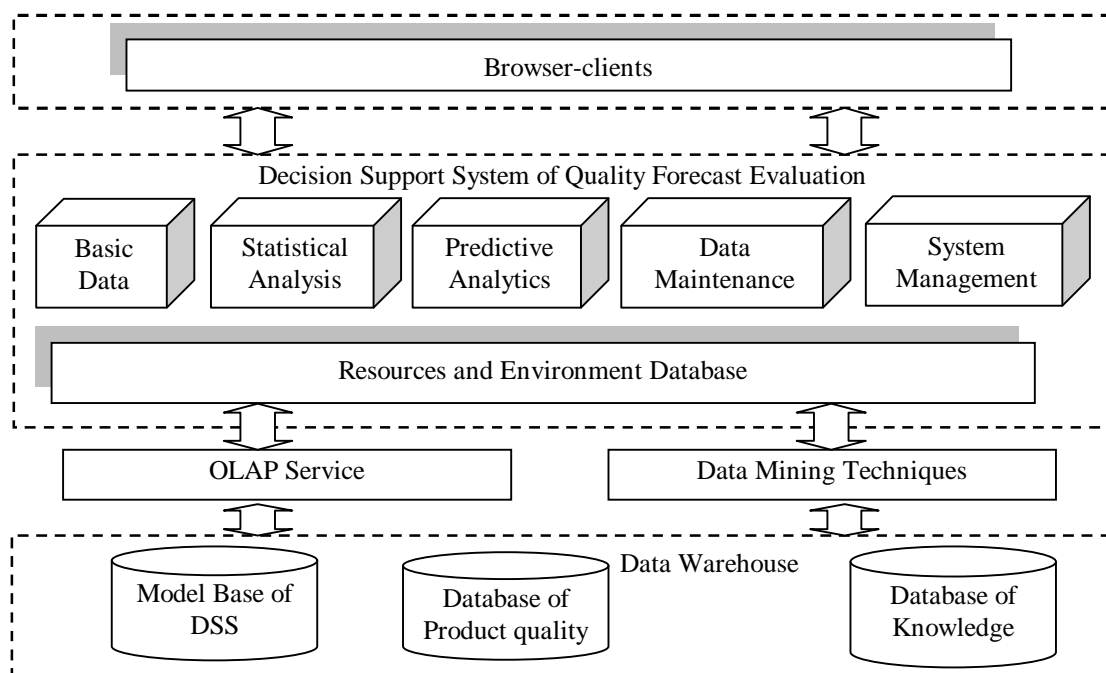 Browser-clients
Decision Support System of Quality Forecast Evaluation
Basic
Data
Statistical
Analysis
Predictive
Analytics
Data
Maintenance
System
Management
Resources and Environment Database
OLAP Service
Data Mining Techniques
Data Warehouse
Model Base of
DSS
Database of
Product quality
Database of
Knowledge